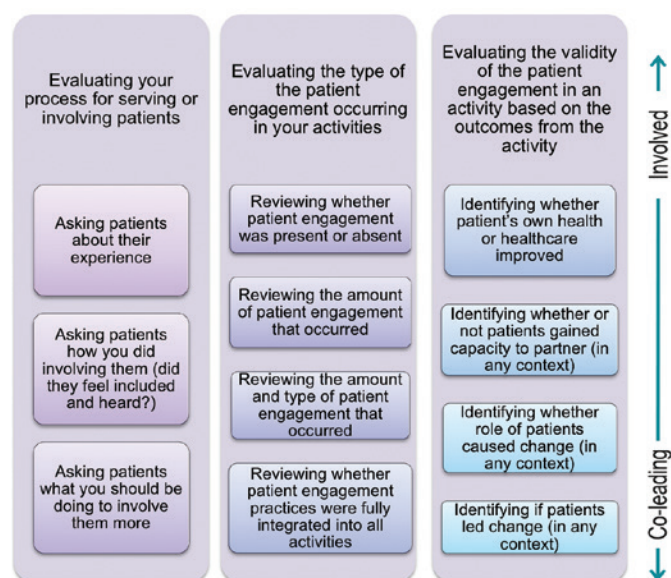 Evaluating your
process for serving or
involving patients
Asking patients
about their
experience
Asking patients
how you did
involving them (did
they feel included
and heard?)
Asking patients
what you should be
doing to involve
them more
Evaluating the type of
the patient
engagement occurring
in your activities
Reviewing whether
patient engagement
was present or absent
Reviewing the amount
of patient engagement
that occurred
Reviewing the amount
and type of patient
engagement that
occurred
Reviewing whether
patient engagement
practices were fully
integrated into all
activities
Evaluating the validity
of the patient
engagement in an
activity based on the
outcomes from the
activity
Identifying whether
patient's own health
or healthcare
improved
Identifying whether or
not patients gained
capacity to partner (in
any context)
Identifying whether
role of patients
caused change (in
any context)
Identifying if patients
led change (in any
context)
Involved
Co-leading